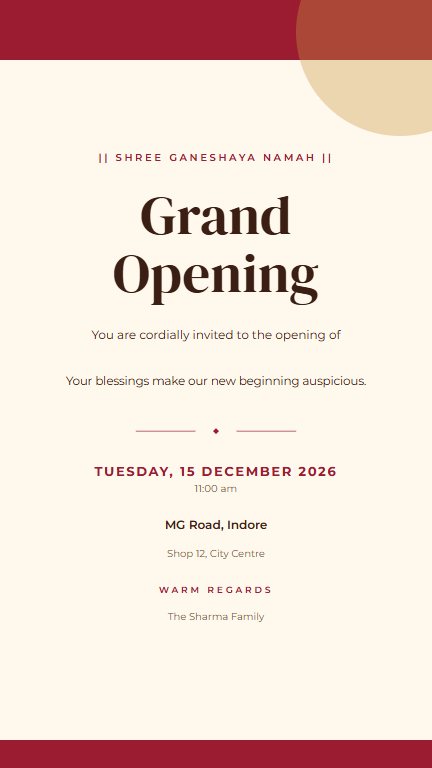 || SHREE GANESHAYA NAMAH ||
Grand
Opening
You are cordially invited to the opening of
Your blessings make our new beginning auspicious.
TUESDAY, 15 DECEMBER 2026
11:00 am
MG Road, Indore
Shop 12, City Centre
WARM REGARDS
The Sharma Family